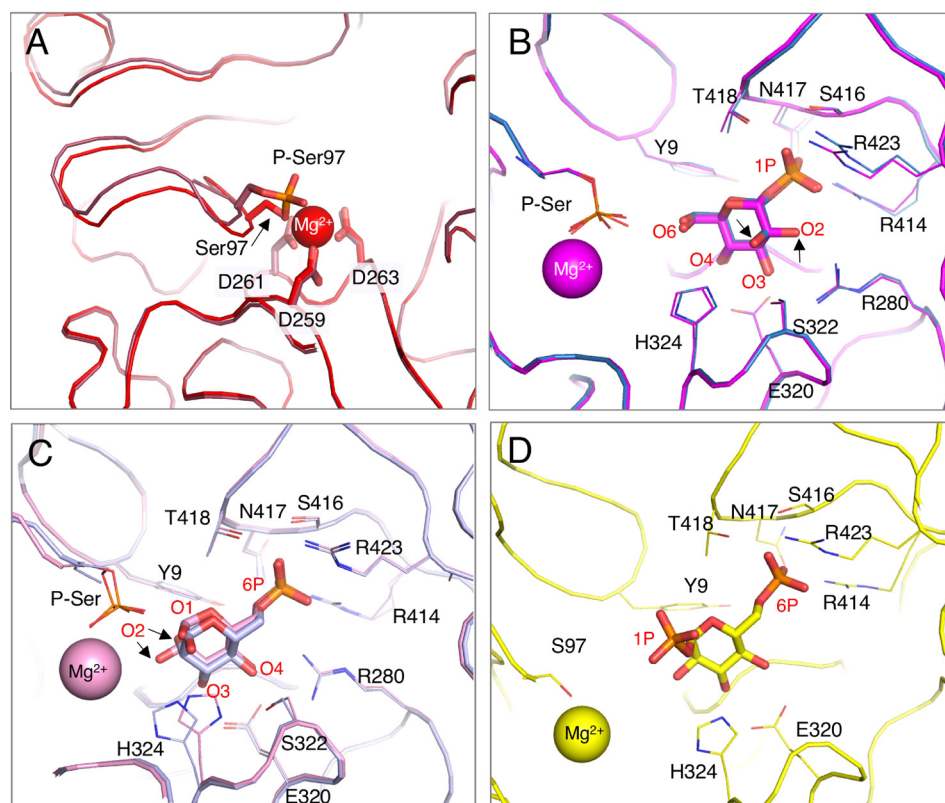 A
P-Ser97
Mg²⁺
Ser97
D261
D263
D259
B
T418
N417
S416
Y9
R423
1P
P-Ser
R414
O6
O2
Mg²⁺
O4
O3
R280
H324
S322
E320
C
S416
N417
T418
R423
6P
P-Ser
Y9
O1
R414
O2
Mg²⁺
O4
R280
O3
H324
S322
E320
D
S416
N417
T418
R423
Y9
6P
R414
1P
S97
Mg²⁺
E320
H324